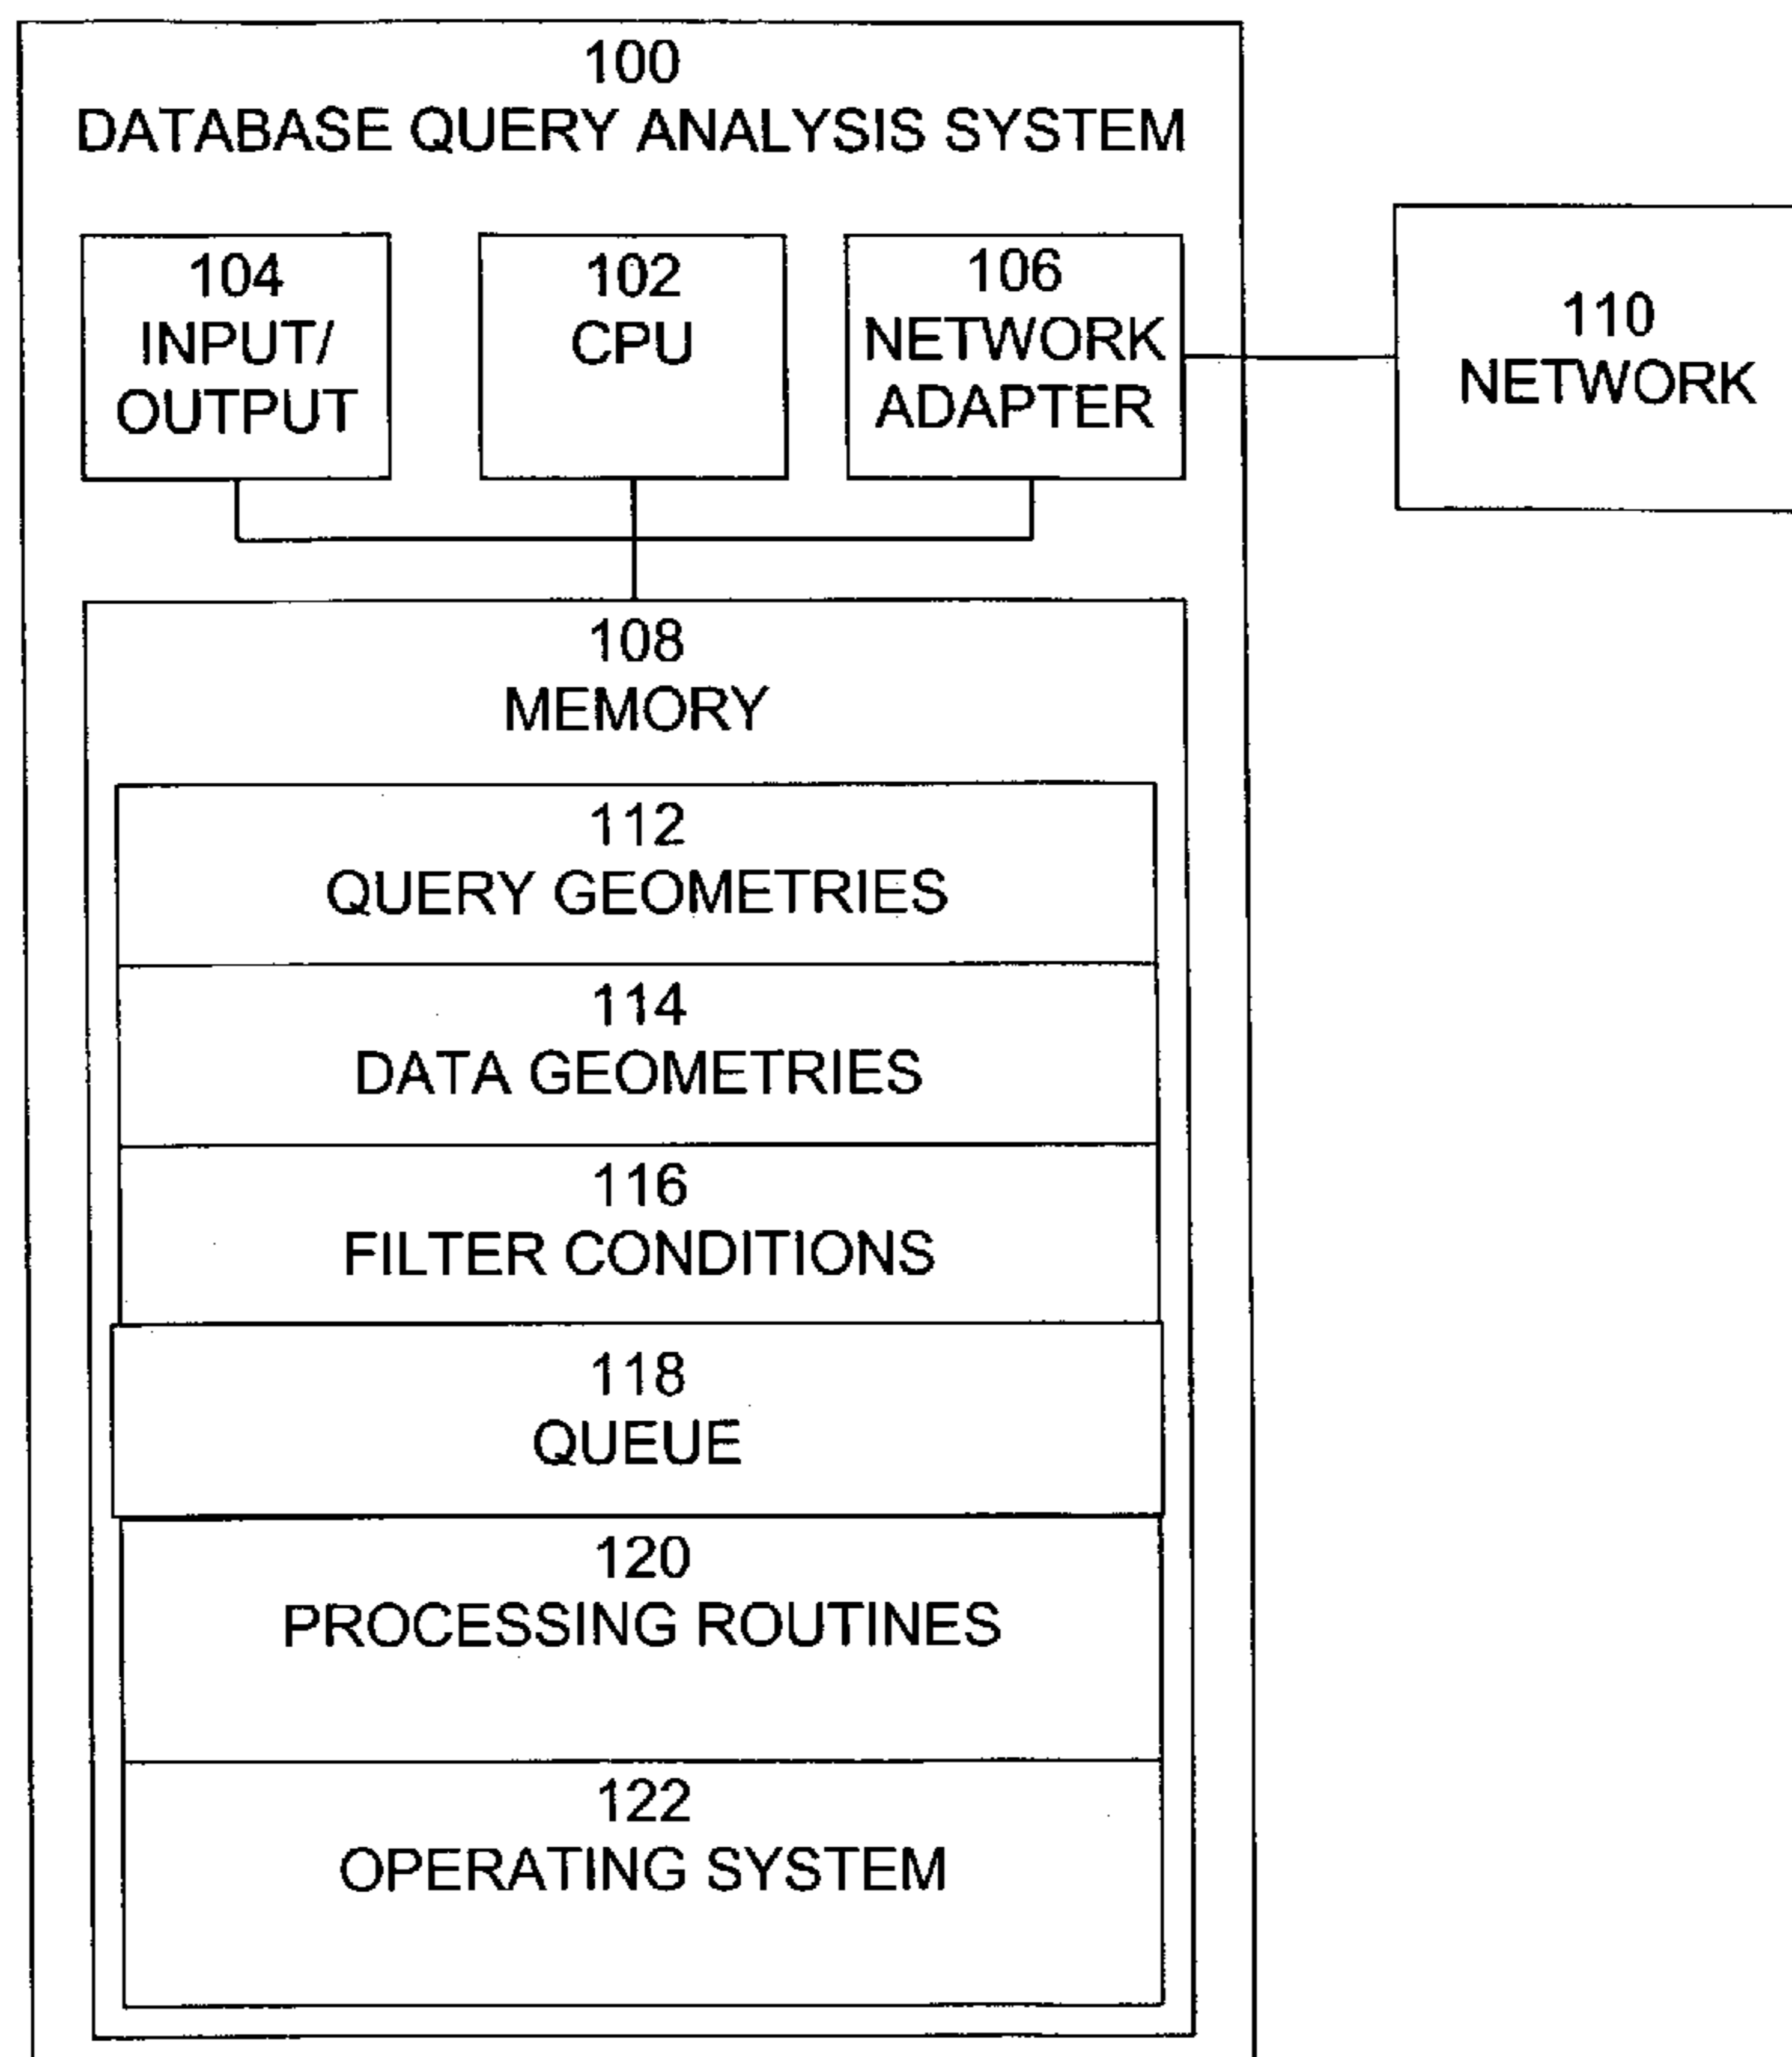 100
DATABASE QUERY ANALYSIS SYSTEM
104
INPUT/
OUTPUT
102
CPU
106
NETWORK
ADAPTER
110
NETWORK
108
MEMORY
112
QUERY GEOMETRIES
114
DATA GEOMETRIES
116
FILTER CONDITIONS
118
QUEUE
120
PROCESSING ROUTINES
122
OPERATING SYSTEM